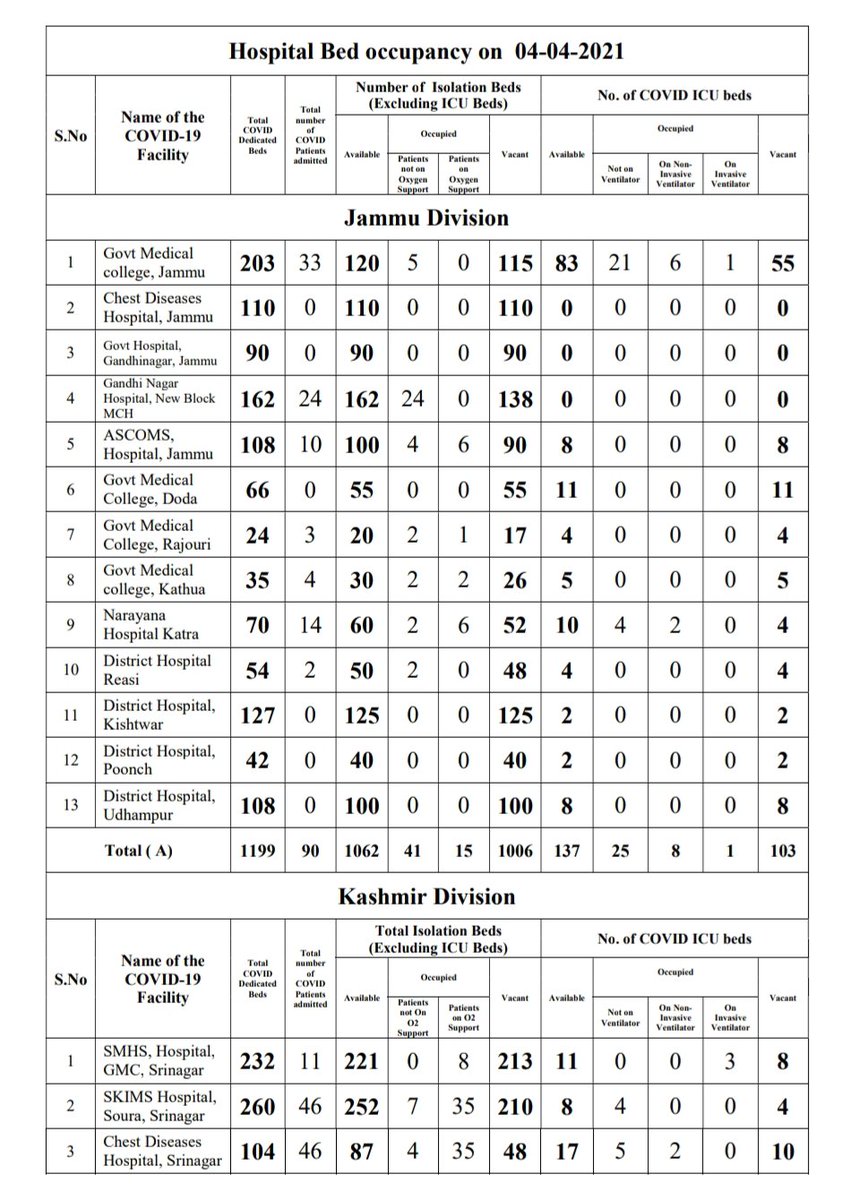 Hospital Bed occupancy on 04-04-2021
S.No
Name of the
COVID-19
Facility
Total
COVID
Dedicated
Beds
Total
number
of
COVID
Patients
admitted
Number of Isolation Beds
(Excluding ICU Beds)
No. of COVID ICU beds
Available
Occupied
Vacant
Available
Occupied
Vacant
Patients
not on
Oxygen
Support
Patients
on
Oxygen
Support
Not on
Ventilator
On Non-
Invasive
Ventilator
On
Invasive
Ventilator
Jammu Division
1 Govt Medical
college, Jammu 203 33 120 5 0 115 83 21 6 1 55
2 Chest Diseases
Hospital, Jammu 110 0 110 0 0 110 0 0 0 0 0
3 Govt Hospital,
Gandhinagar, Jammu 90 0 90 0 0 90 0 0 0 0 0
4 Gandhi Nagar
Hospital, New Block
MCH 162 24 162 24 0 138 0 0 0 0 0
5 ASCOMS,
Hospital, Jammu 108 10 100 4 6 90 8 0 0 0 8
6 Govt Medical
College, Doda 66 0 55 0 0 55 11 0 0 0 11
7 Govt Medical
College, Rajouri 24 3 20 2 1 17 4 0 0 0 4
8 Govt Medical
college, Kathua 35 4 30 2 2 26 5 0 0 0 5
9 Narayana
Hospital Katra 70 14 60 2 6 52 10 4 2 0 4
10 District Hospital
Reasi 54 2 50 2 0 48 4 0 0 0 4
11 District Hospital,
Kishtwar 127 0 125 0 0 125 2 0 0 0 2
12 District Hospital,
Poonch 42 0 40 0 0 40 2 0 0 0 2
13 District Hospital,
Udhampur 108 0 100 0 0 100 8 0 0 0 8
Total ( A) 1199 90 1062 41 15 1006 137 25 8 1 103
Kashmir Division
S.No
Name of the
COVID-19
Facility
Total
COVID
Dedicated
Beds
Total
number
of
COVID
Patients
admitted
Total Isolation Beds
(Excluding ICU Beds)
No. of COVID ICU beds
Available
Occupied
Vacant
Available
Occupied
Vacant
Patients
not On
O2
Support
Patients
on O2
Support
Not on
Ventilator
On Non-
Invasive
Ventilator
On
Invasive
Ventilator
1 SMHS, Hospital,
GMC, Srinagar 232 11 221 0 8 213 11 0 0 3 8
2 SKIMS Hospital,
Soura, Srinagar 260 46 252 7 35 210 8 4 0 0 4
3 Chest Diseases
Hospital, Srinagar 104 46 87 4 35 48 17 5 2 0 10